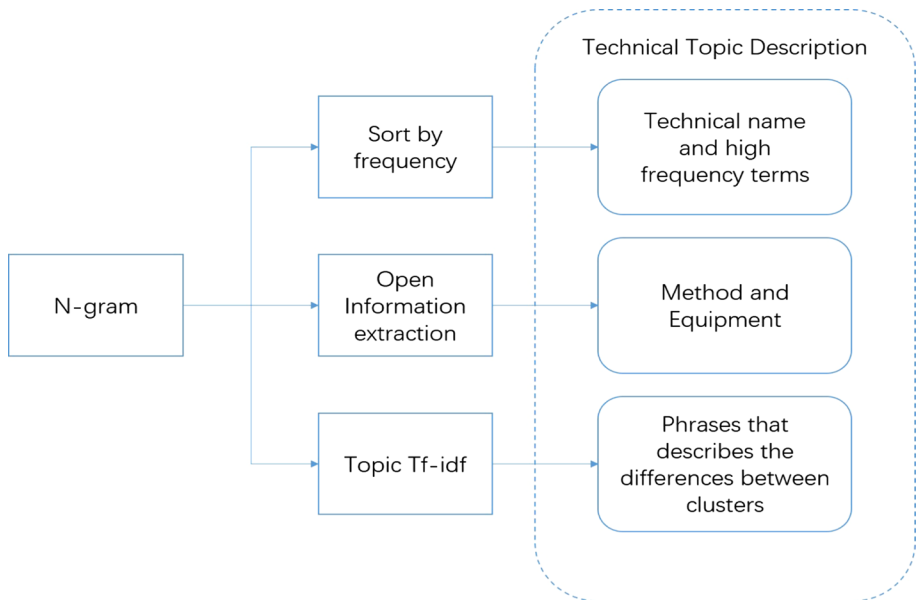 Technical Topic Description
Sort by
frequency
Technical name
and high
frequency terms
N-gram
Open
Information
extraction
Method and
Equipment
Topic Tf-idf
Phrases that
describes the
differences between
clusters